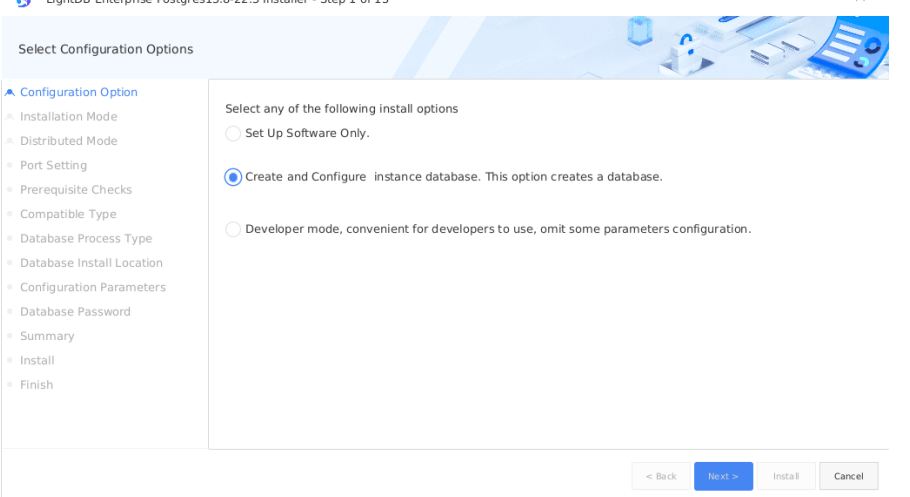 LightDB Enterprise Postgres13.8-22.3 Installer - Step 1 of 13
Select Configuration Options
Configuration Option
Installation Mode
Distributed Mode
Port Setting
Prerequisite Checks
Compatible Type
Database Process Type
Database Install Location
Configuration Parameters
Database Password
Summary
Install
Finish
Select any of the following install options
Set Up Software Only.
Create and Configure  instance database. This option creates a database.
Developer mode, convenient for developers to use, omit some parameters configuration.
< Back
Next >
Install
Cancel